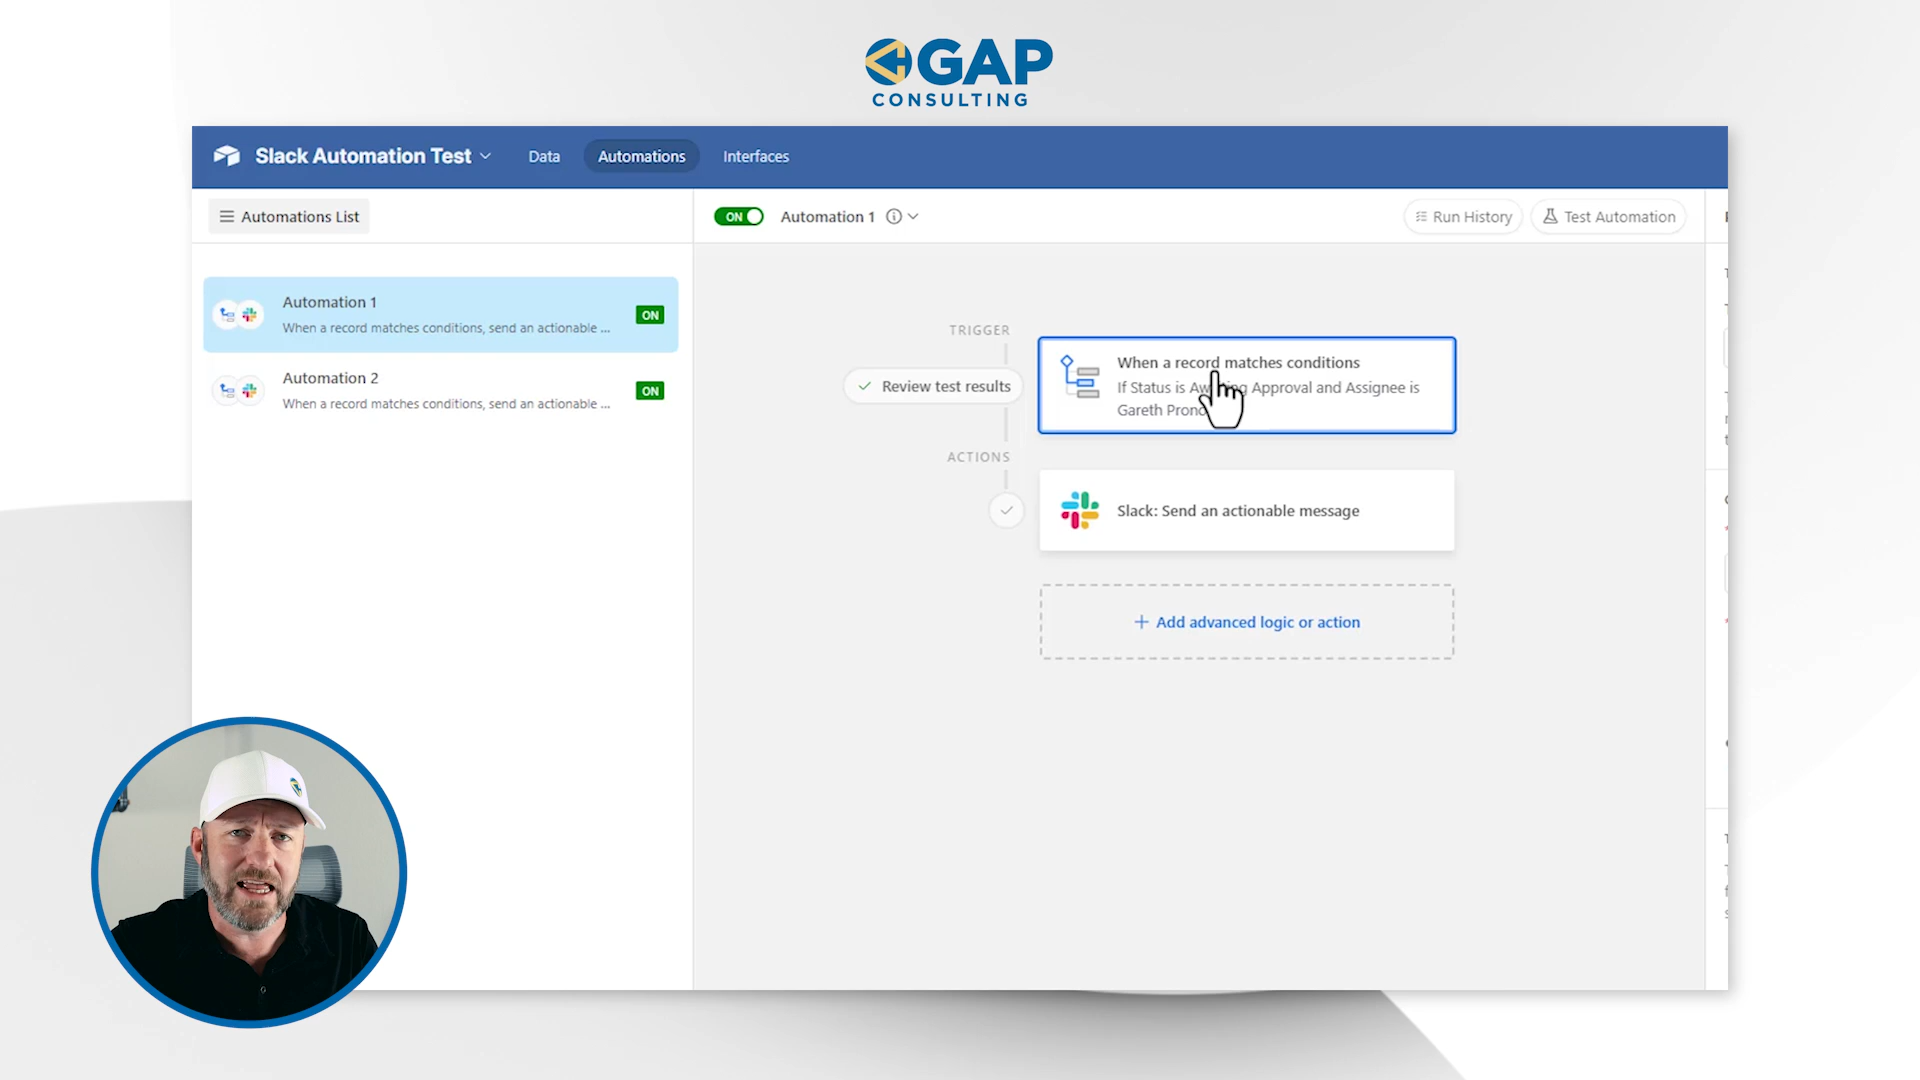 GAP
CONSULTING
Slack Automation Test
Data
Automations
Interfaces
Automations List
ON
Automation 1
Run History
Test Automation
Automation 1
When a record matches conditions, send an actionable ...
ON
Automation 2
When a record matches conditions, send an actionable ...
ON
TRIGGER
Review test results
When a record matches conditions
If Status is Approval and Assignee is
Gareth
ACTIONS
Slack: Send an actionable message
+ Add advanced logic or action